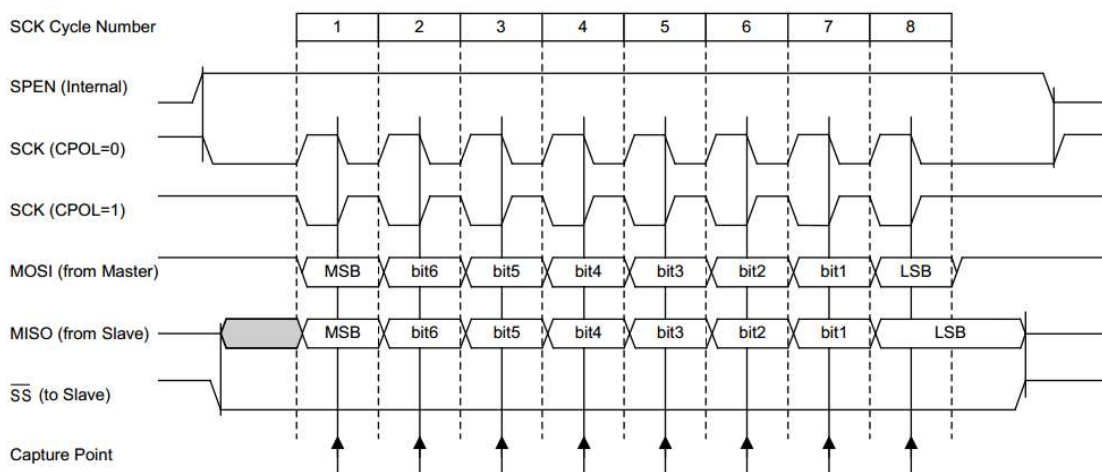 SCK Cycle Number 1 2 3 4 5 6 7 8
SPEN (Internal)
SCK (CPOL=0)
SCK (CPOL=1)
MOSI (from Master) MSB bit6 bit5 bit4 bit3 bit2 bit1 LSB
MISO (from Slave) MSB bit6 bit5 bit4 bit3 bit2 bit1 LSB
S̅S̅ (to Slave)
Capture Point